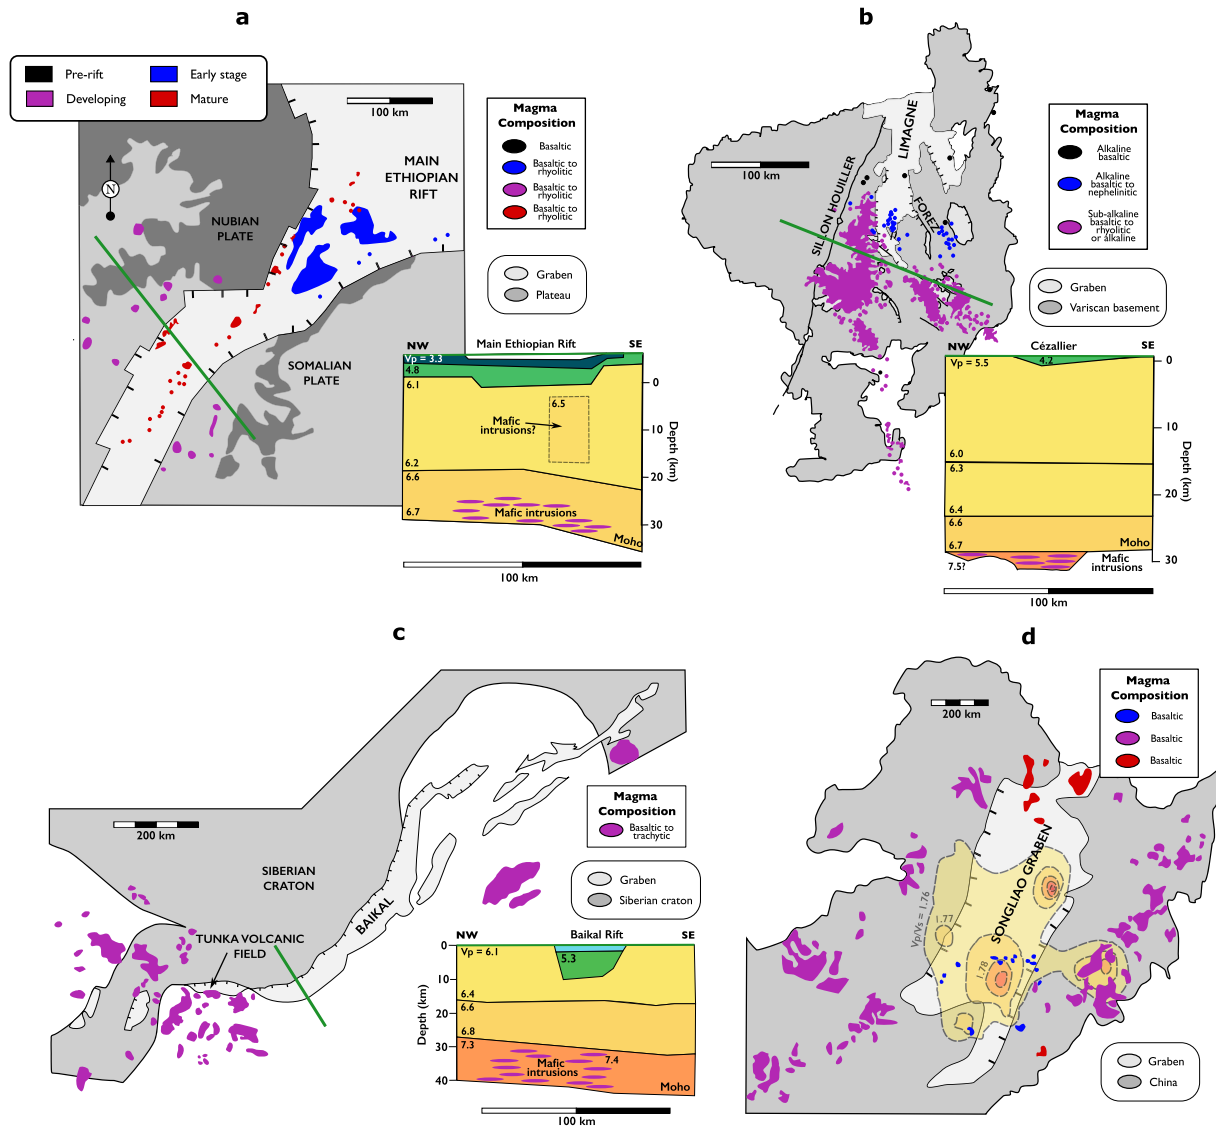 a
Pre-rift
Early stage
Developing
Mature
100 km
N
MAIN
ETHIOPIAN
RIFT
NUBIAN
PLATE
SOMALIAN
PLATE
Magma
Composition
Basaltic
Basaltic to
rhyolitic
Basaltic to
rhyolitic
Basaltic to
rhyolitic
Graben
Plateau
NW
Main Ethiopian Rift
SE
Vp = 3.3
4.8
6.1
6.5
Mafic
intrusions?
6.2
6.6
6.7
Mafic intrusions
Moho
0
10
20
30
Depth (km)
100 km
b
100 km
SILLON HOUILLER
LIMAGNE
FOREZ
Magma
Composition
Alkaline
basaltic
Alkaline
basaltic to
nephelinitic
Sub-alkaline
basaltic to
rhyolitic
or alkaline
Graben
Variscan basement
NW
Cézallier
SE
Vp = 5.5
4.2
6.0
6.3
6.4
6.6
6.7
Moho
7.5?
Mafic
intrusions
0
10
20
30
Depth (km)
100 km
c
200 km
SIBERIAN
CRATON
BAIKAL
TUNKA VOLCANIC
FIELD
Magma
Composition
Basaltic to
trachytic
Graben
Siberian craton
NW
Baikal Rift
SE
Vp = 6.1
5.3
6.4
6.6
6.8
7.3
7.4
Mafic
intrusions
Moho
0
10
20
30
40
Depth (km)
100 km
d
200 km
Magma
Composition
Basaltic
Basaltic
Basaltic
SONGLIAO GRABEN
Vp/Vs = 1.76
1.77
1.78
Graben
China